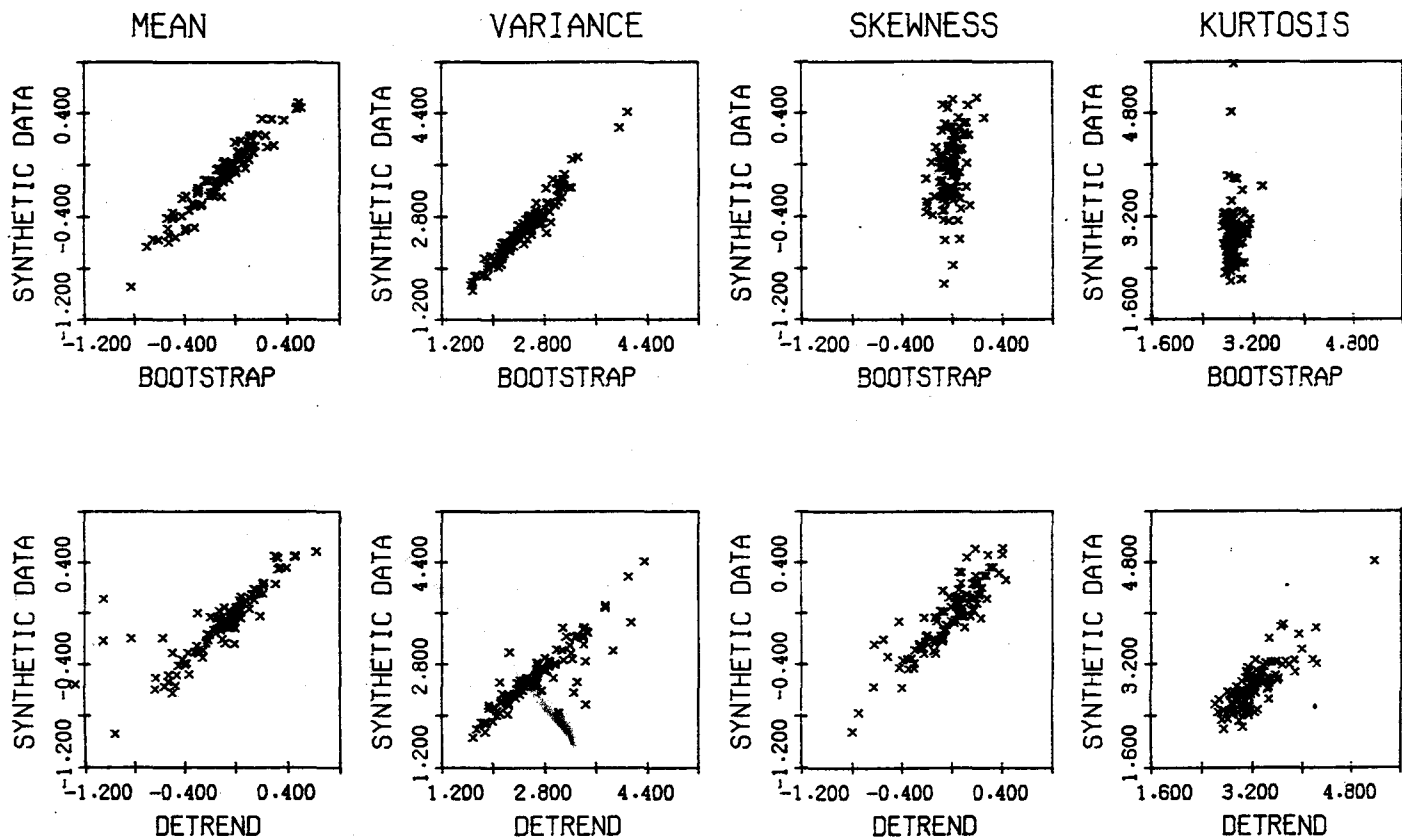 MEAN VARIANCE SKEWNESS KURTOSIS
SYNTHETIC DATA
-1.200 -0.400 0.400
-1.200 -0.400 0.400
BOOTSTRAP
SYNTHETIC DATA
1.200 2.800 4.400
1.200 2.800 4.400
BOOTSTRAP
SYNTHETIC DATA
-1.200 -0.400 0.400
-1.200 -0.400 0.400
BOOTSTRAP
SYNTHETIC DATA
1.600 3.200 4.800
1.600 3.200 4.800
BOOTSTRAP
SYNTHETIC DATA
-1.200 -0.400 0.400
-1.200 -0.400 0.400
DETREND
SYNTHETIC DATA
1.200 2.800 4.400
1.200 2.800 4.400
DETREND
SYNTHETIC DATA
-1.200 -0.400 0.400
-1.200 -0.400 0.400
DETREND
SYNTHETIC DATA
1.600 3.200 4.800
1.600 3.200 4.800
DETREND